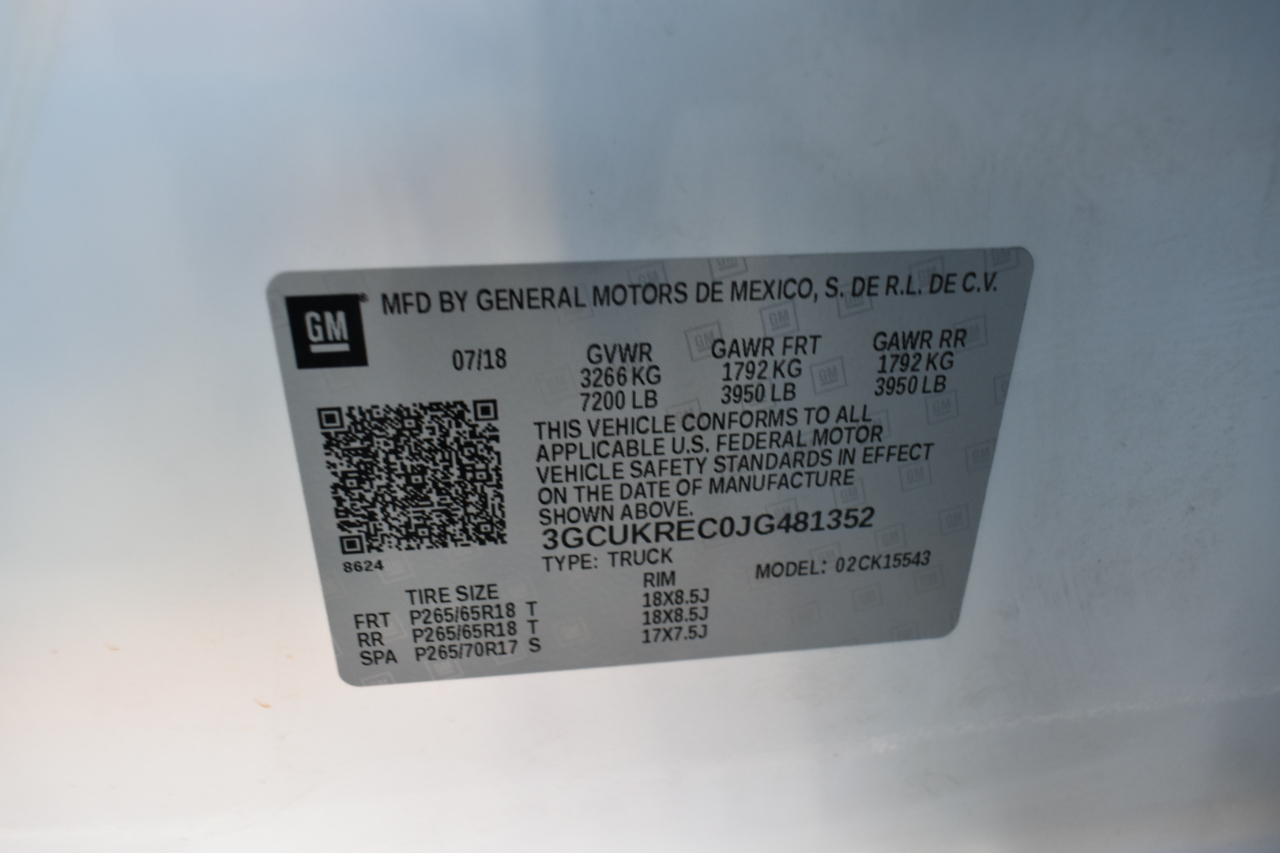 GM
MFD BY GENERAL MOTORS DE MEXICO, S. DE R.L. DE C.V.
07/18
GVWR GAWR FRT GAWR RR
3266 KG 1792 KG 1792 KG
7200 LB 3950 LB 3950 LB
THIS VEHICLE CONFORMS TO ALL
APPLICABLE U.S. FEDERAL MOTOR
VEHICLE SAFETY STANDARDS IN EFFECT
ON THE DATE OF MANUFACTURE
SHOWN ABOVE.
3GCUKREC0JG481352
8624
TYPE: TRUCK MODEL: 02CK15543
TIRE SIZE RIM
FRT P265/65R18 T 18X8.5J
RR P265/65R18 T 18X8.5J
SPA P265/70R17 S 17X7.5J